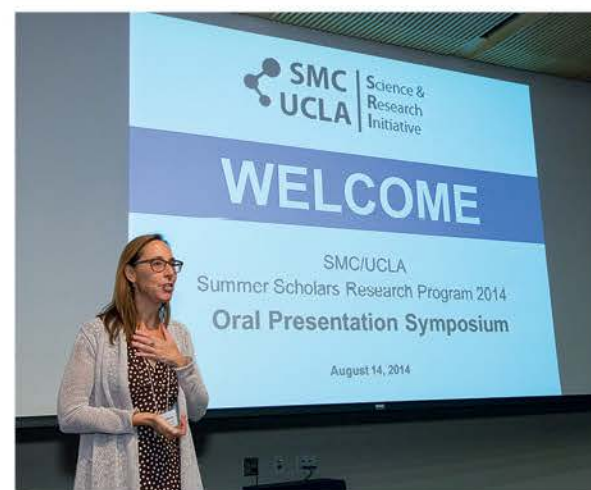 SMC
UCLA
Science &
Research
Initiative
WELCOME
SMC/UCLA
Summer Scholars Research Program 2014
Oral Presentation Symposium
August 14, 2014